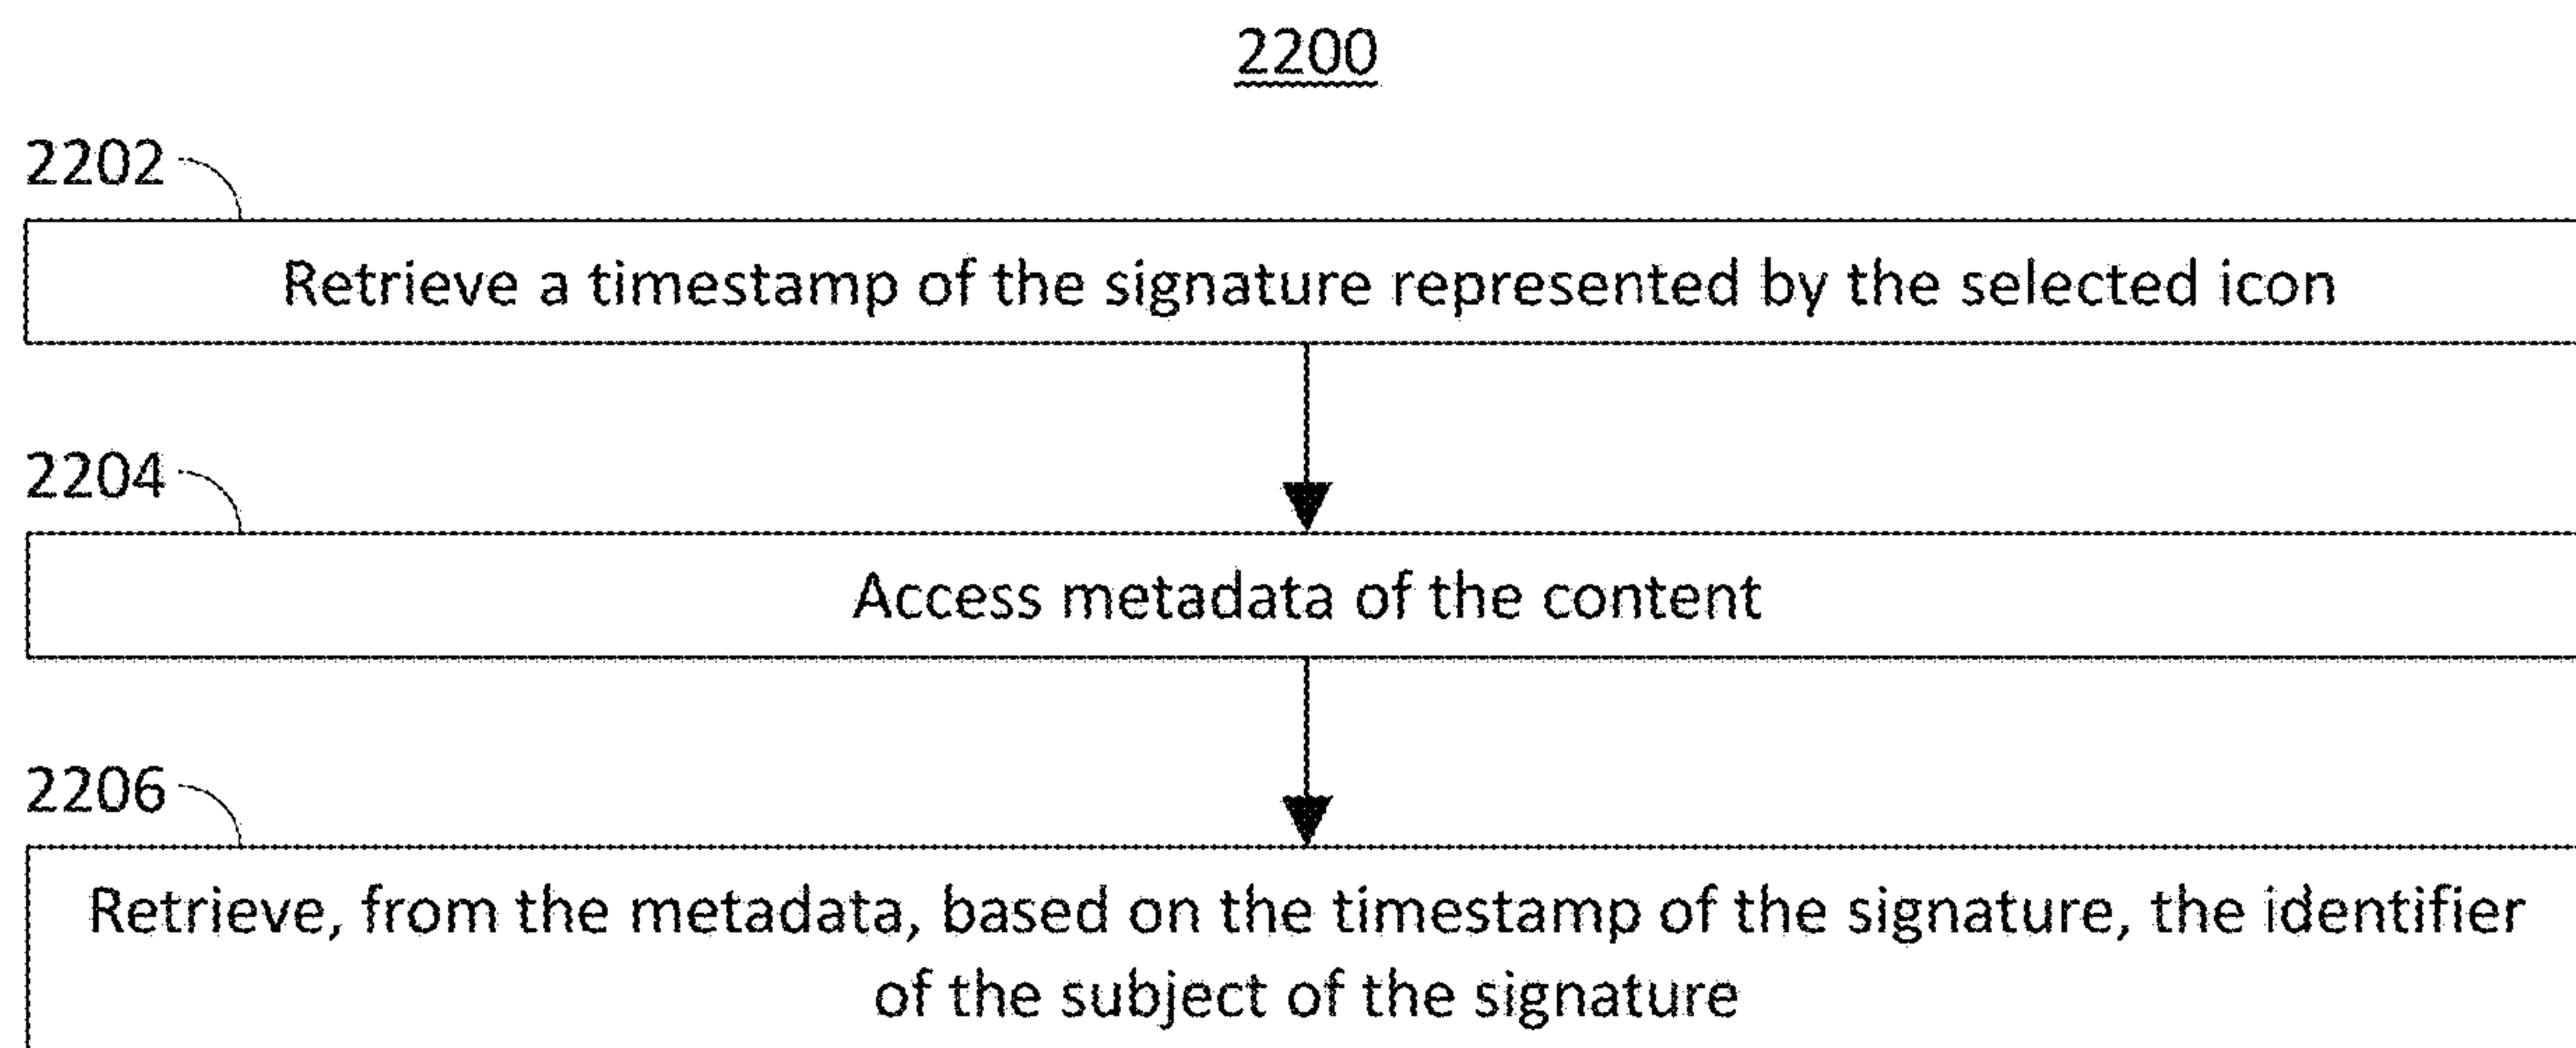 2200
2202
Retrieve a timestamp of the signature represented by the selected icon
2204
Access metadata of the content
2206
Retrieve, from the metadata, based on the timestamp of the signature, the identifier
of the subject of the signature